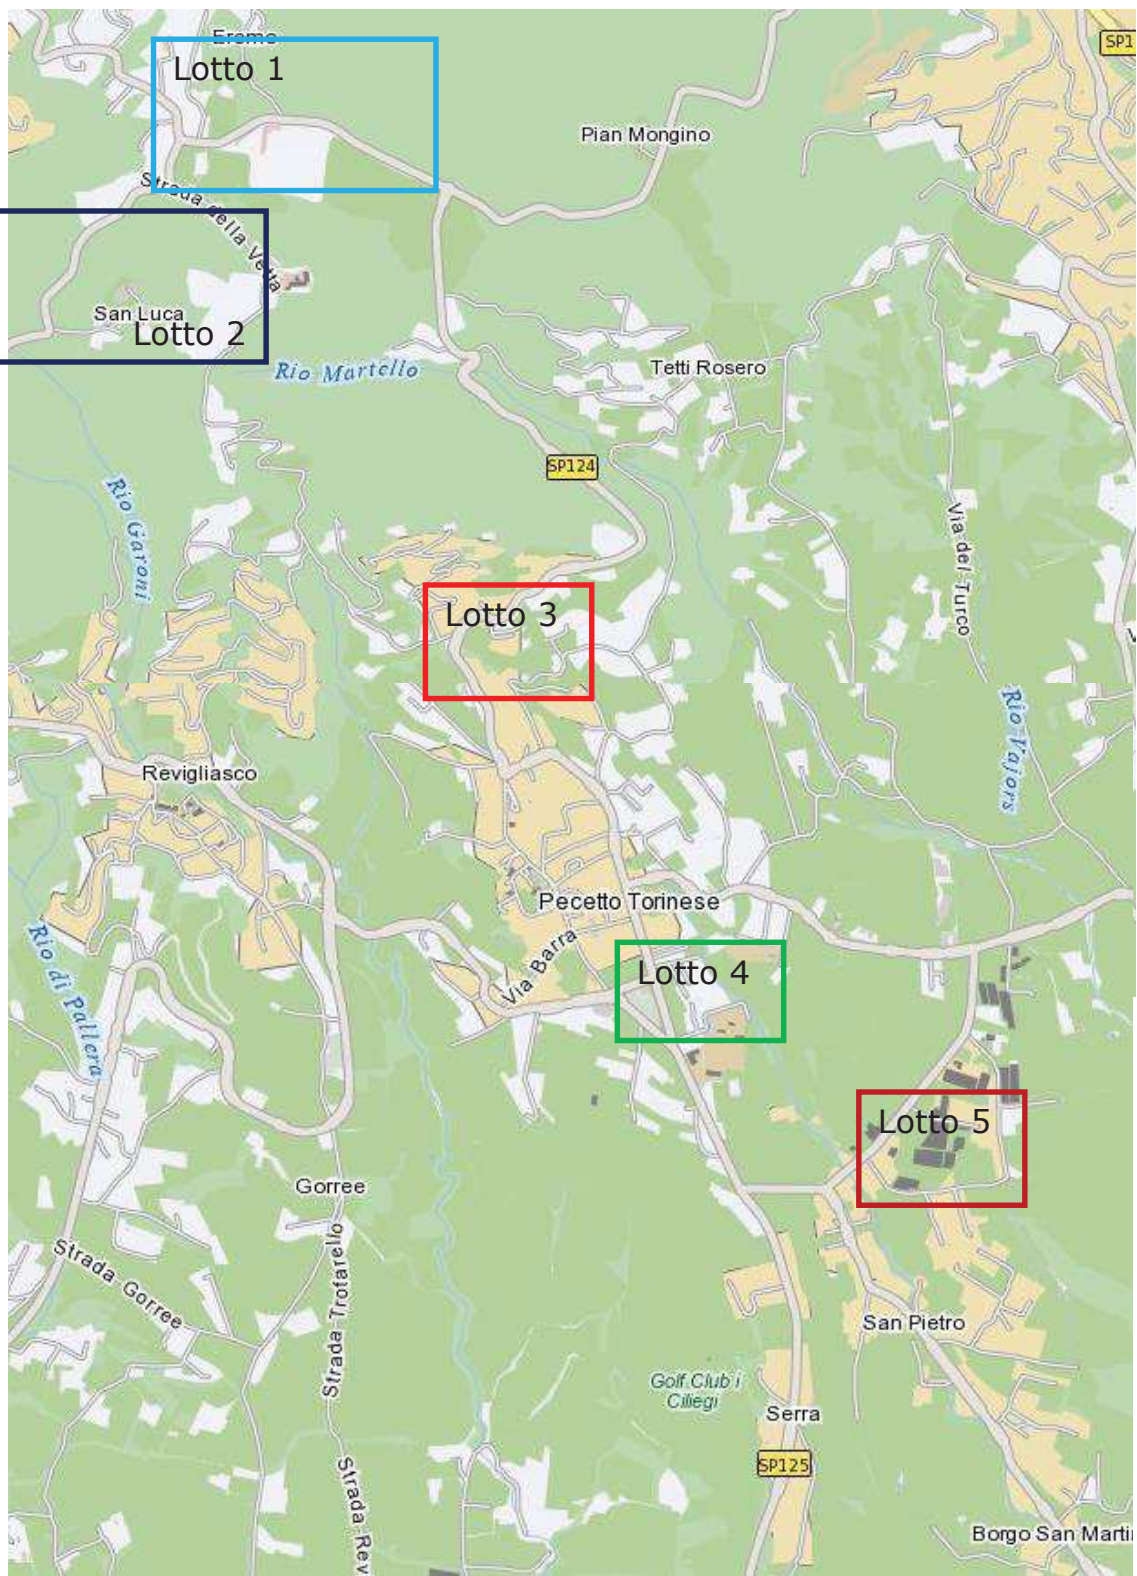 Eremo
SP1
Lotto 1
Pian Mongino
Strada della Vetta
San Luca
Lotto 2
Rio Martello
Tetti Rosero
SP124
Rio Garoni
Via del Turco
Lotto 3
V
Rio Vajors
Revigliasco
Pecetto Torinese
Via Barra
Lotto 4
Rio di Pallera
Lotto 5
Gorree
Strada Gorree
Strada Trofarello
San Pietro
Golf Club i
Ciliegi
Serra
SP125
Strada Rev
Borgo San Marti